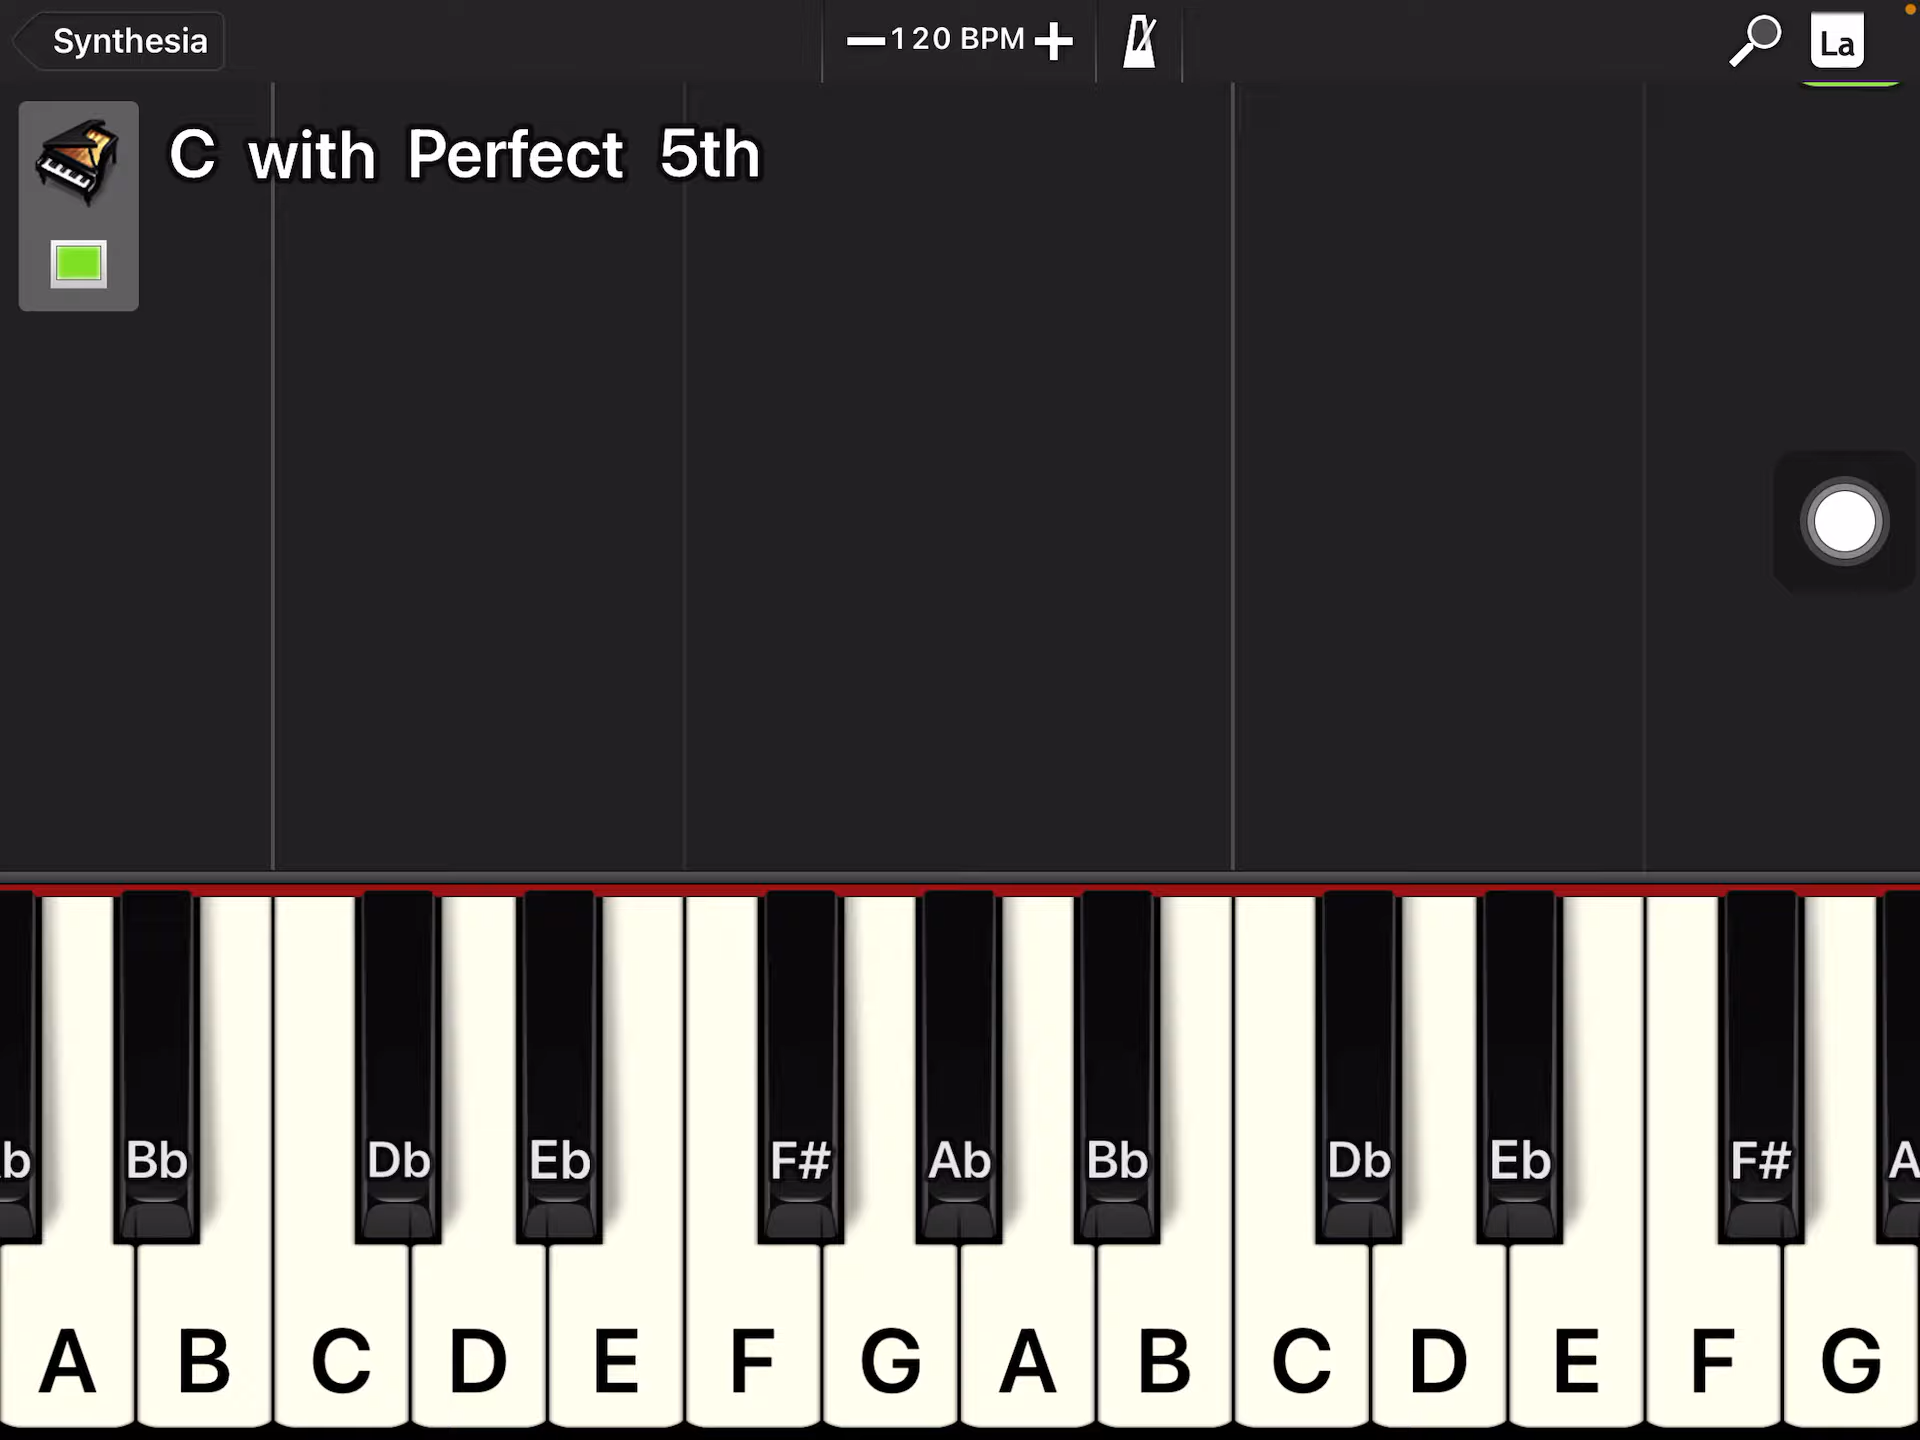 Synthesia
120 BPM
La
C with Perfect 5th
b Bb Db Eb F# Ab Bb Db Eb F# A
A B C D E F G A B C D E F G